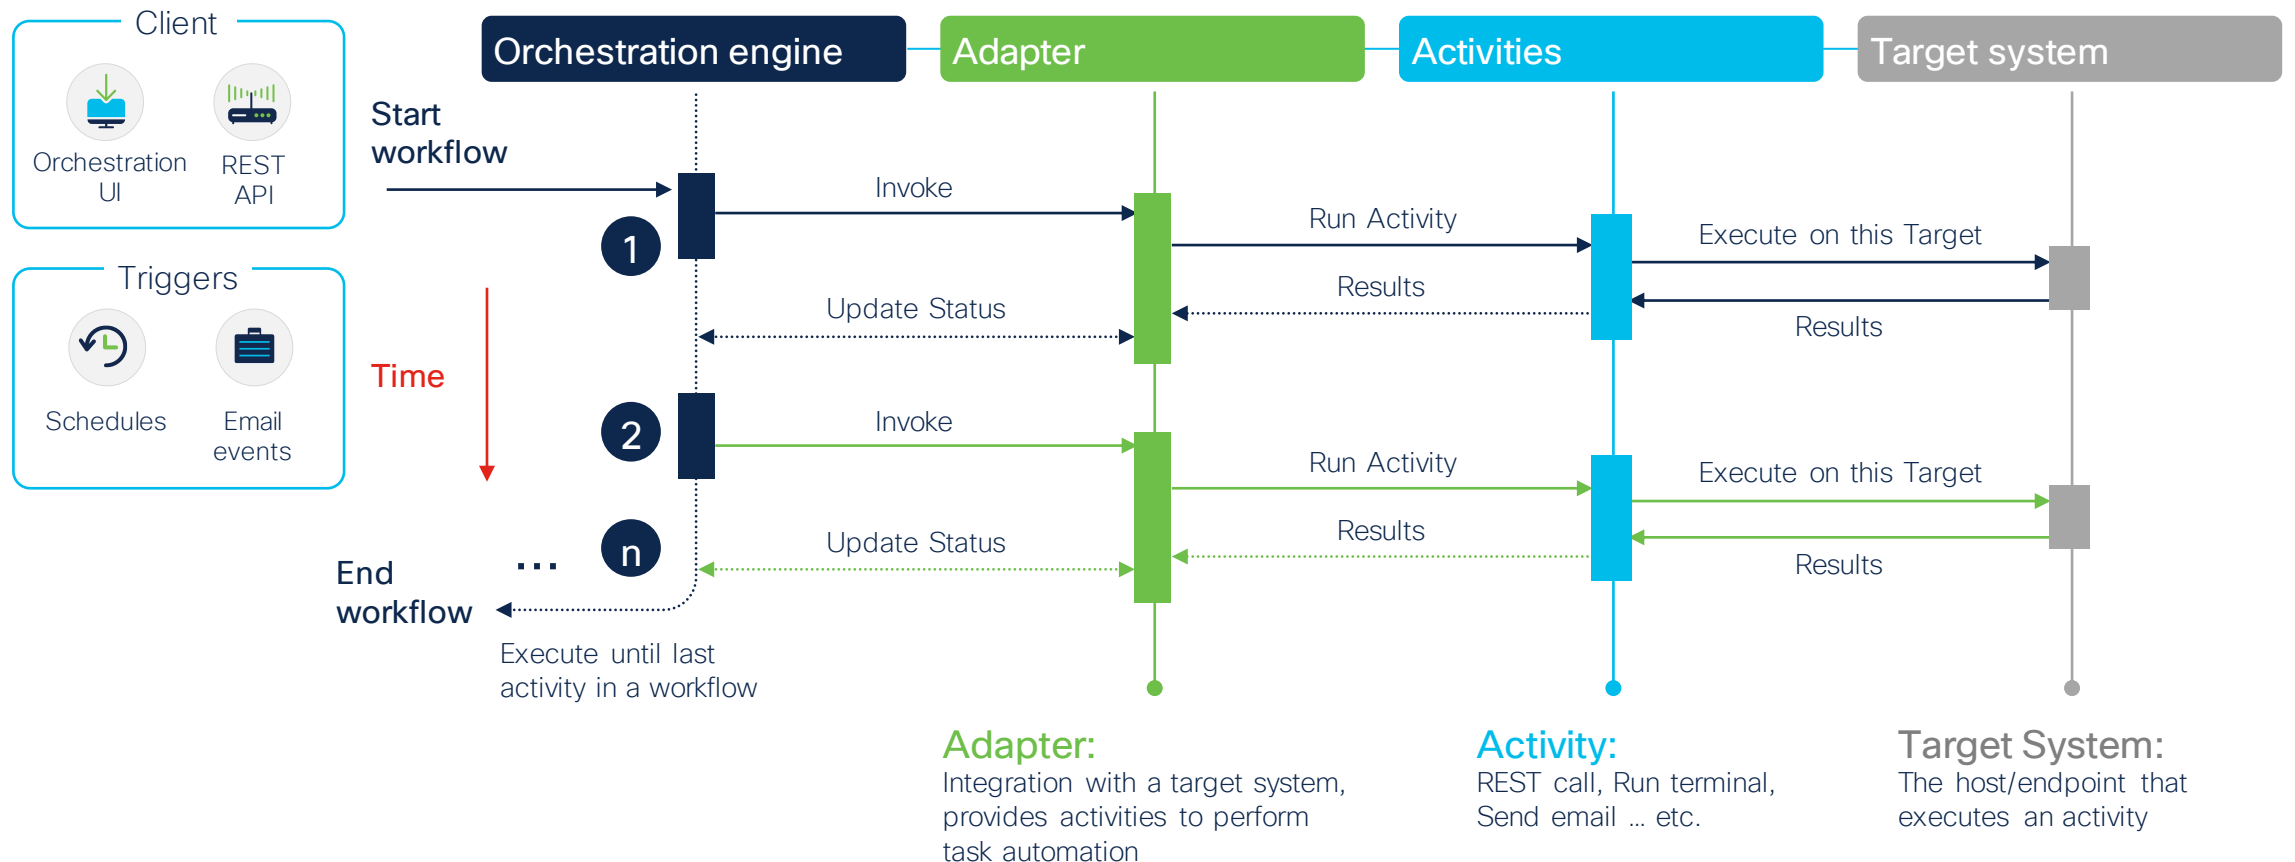 Client
Orchestration
UI
REST
API
Triggers
Schedules
Email
events
Orchestration engine
Adapter
Activities
Target system
Start
workflow
1
Invoke
Run Activity
Execute on this Target
Results
Results
Update Status
Time
2
Invoke
Run Activity
Execute on this Target
Results
Results
Update Status
... n
End
workflow
Execute until last
activity in a workflow
Adapter:
Integration with a target system,
provides activities to perform
task automation
Activity:
REST call, Run terminal,
Send email ... etc.
Target System:
The host/endpoint that
executes an activity